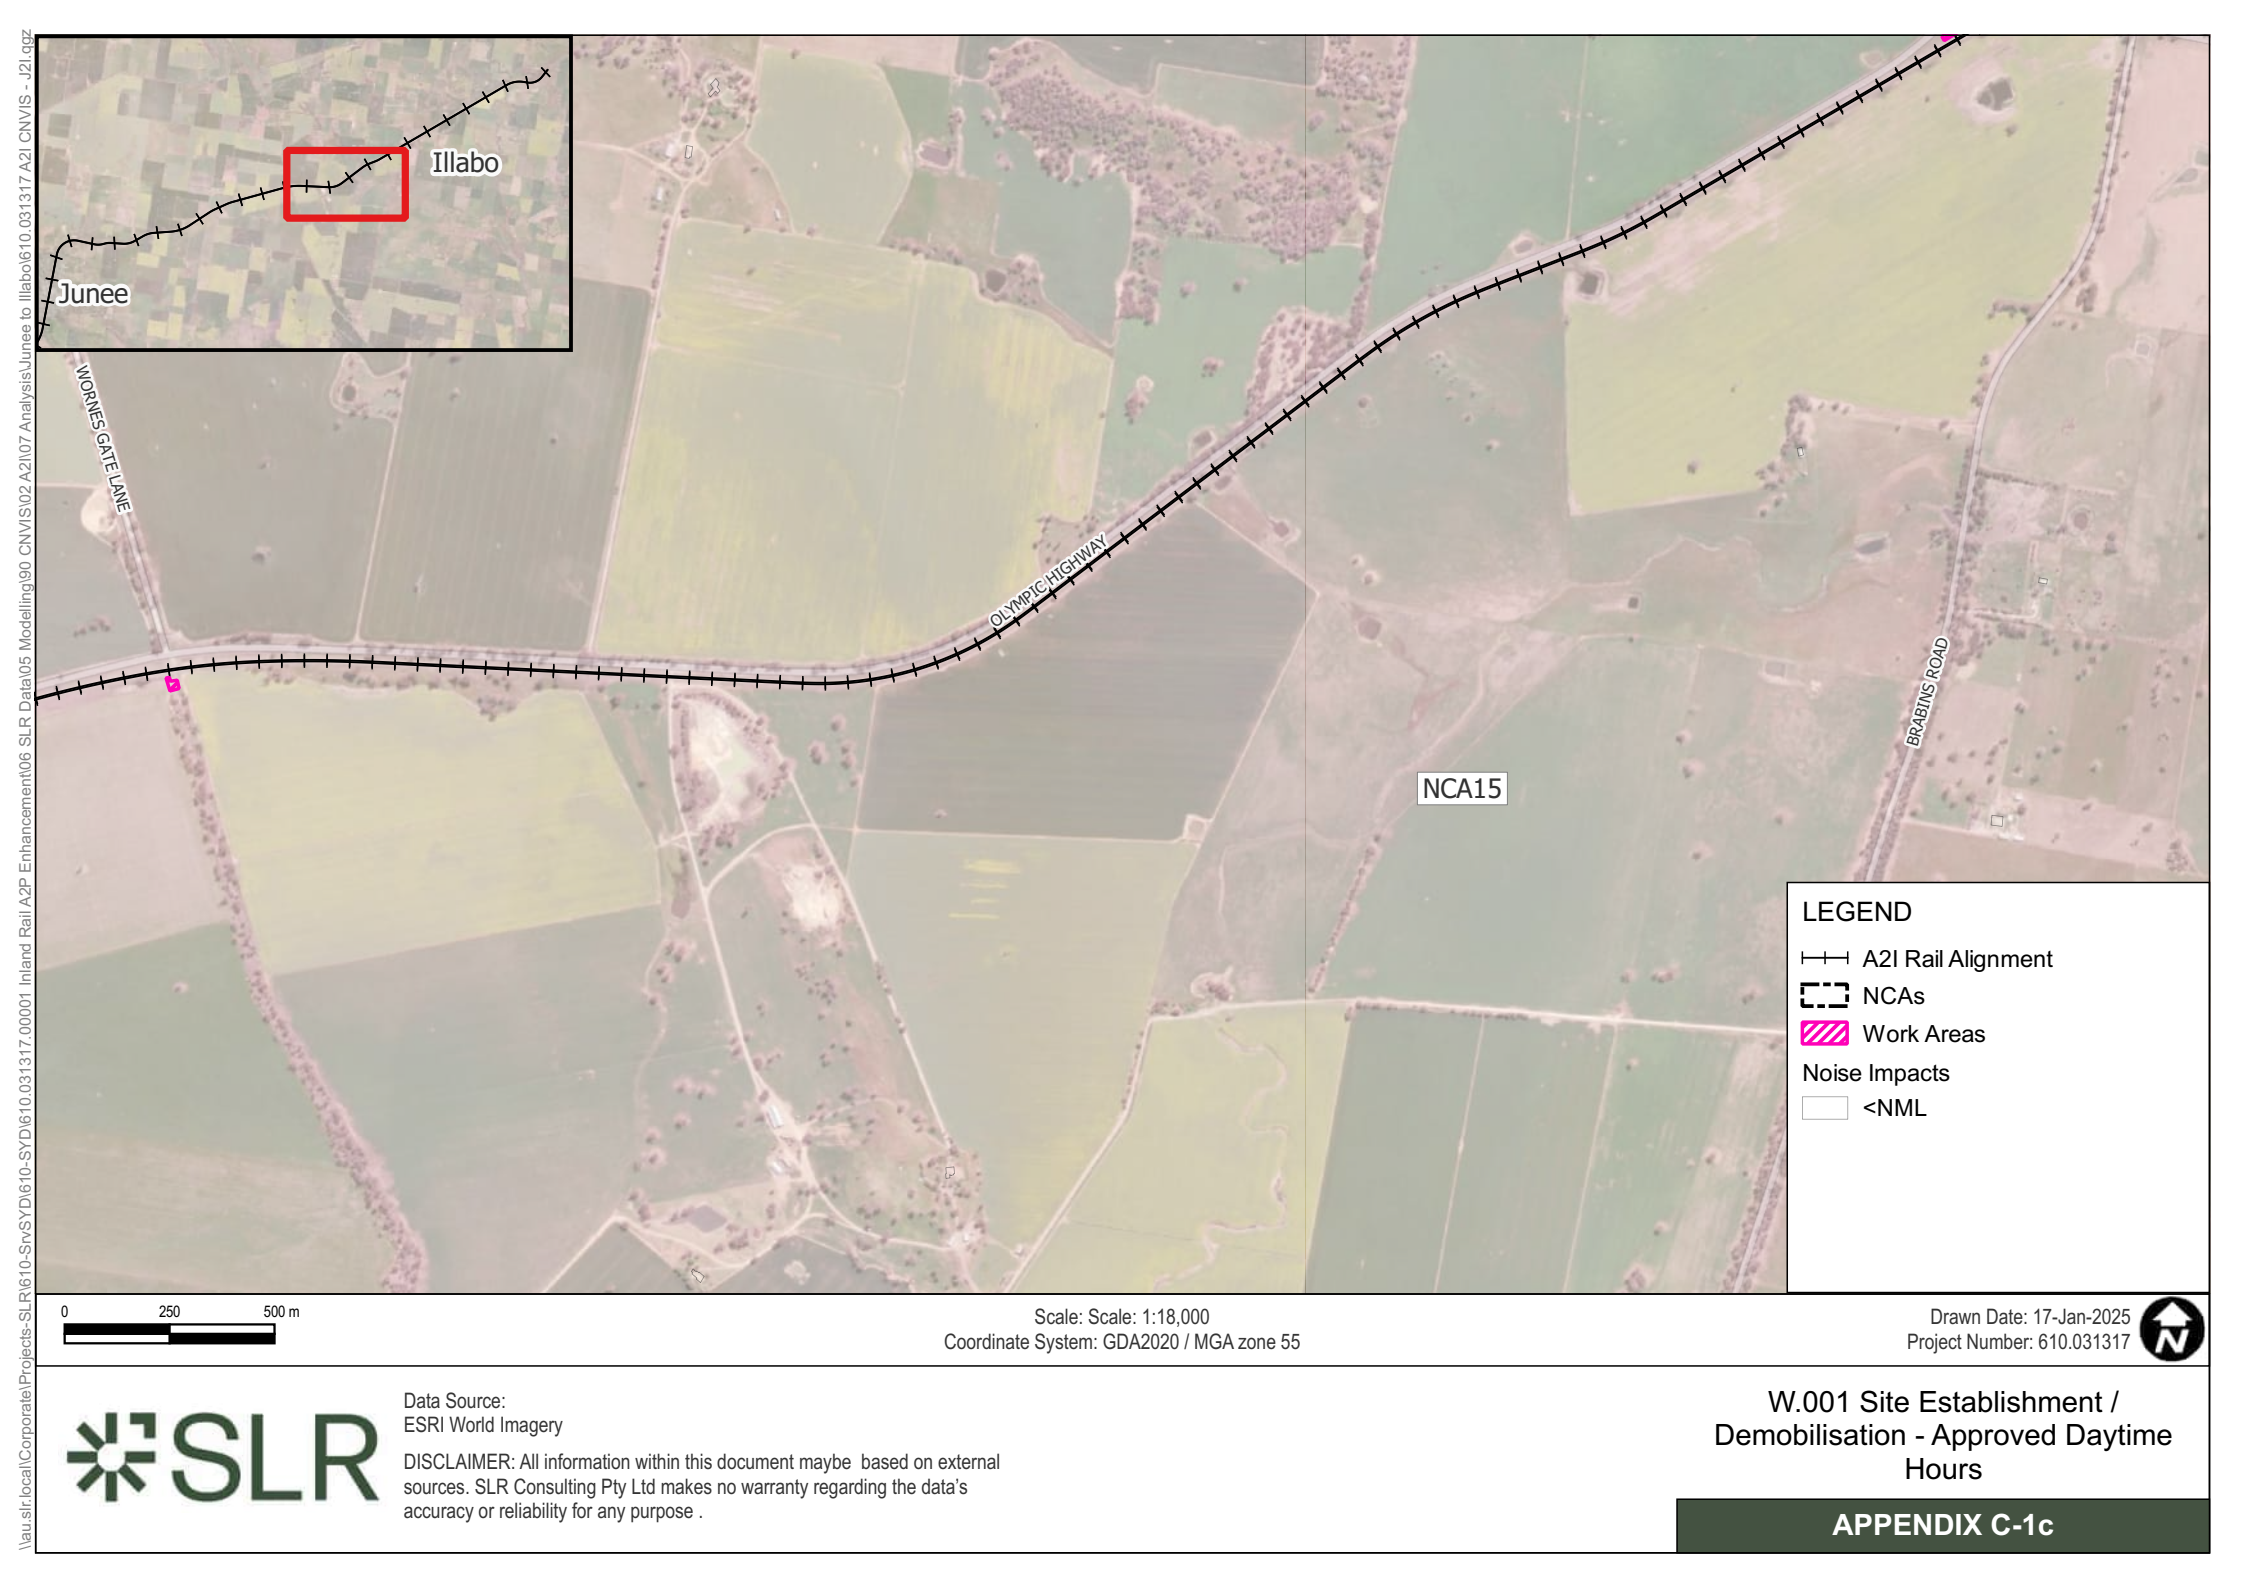 \\au.slr.local\Corporate\Projects-SLR\610-SrvSYD\610-SYD\610.031317.00001 Inland Rail A2P Enhancement\06 SLR Data\05 Modelling\90 CNVIS\02 A2I\07 Analysis\Junee to Illabo\610.031317 A2I CNVIS - J2I.qgz
Illabo
Junee
WORNES GATE LANE
OLYMPIC HIGHWAY
BRABINS ROAD
NCA15
LEGEND
A2I Rail Alignment
NCAs
Work Areas
Noise Impacts
<NML
0 250 500 m
Scale: Scale: 1:18,000
Coordinate System: GDA2020 / MGA zone 55
Drawn Date: 17-Jan-2025
Project Number: 610.031317
N
SLR
Data Source:
ESRI World Imagery
DISCLAIMER: All information within this document maybe based on external
sources. SLR Consulting Pty Ltd makes no warranty regarding the data's
accuracy or reliability for any purpose .
W.001 Site Establishment /
Demobilisation - Approved Daytime
Hours
APPENDIX C-1c